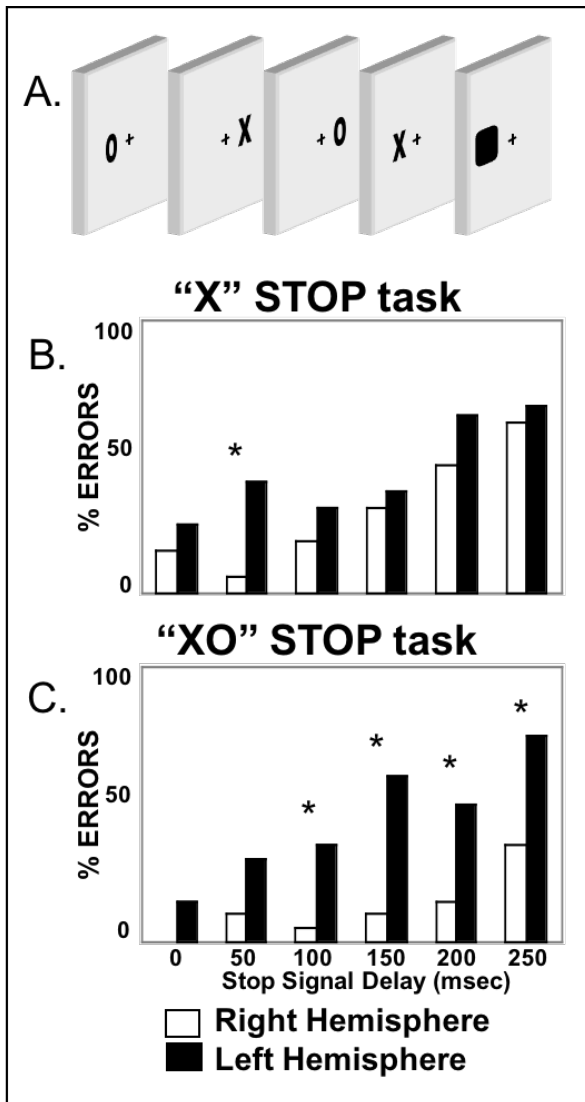 A.
O + + X + O X + +
“X” STOP task
B.
100
50
0
% ERRORS
*
“XO” STOP task
C.
100
50
0
% ERRORS
* * * *
0 50 100 150 200 250
Stop Signal Delay (msec)
Right Hemisphere
Left Hemisphere